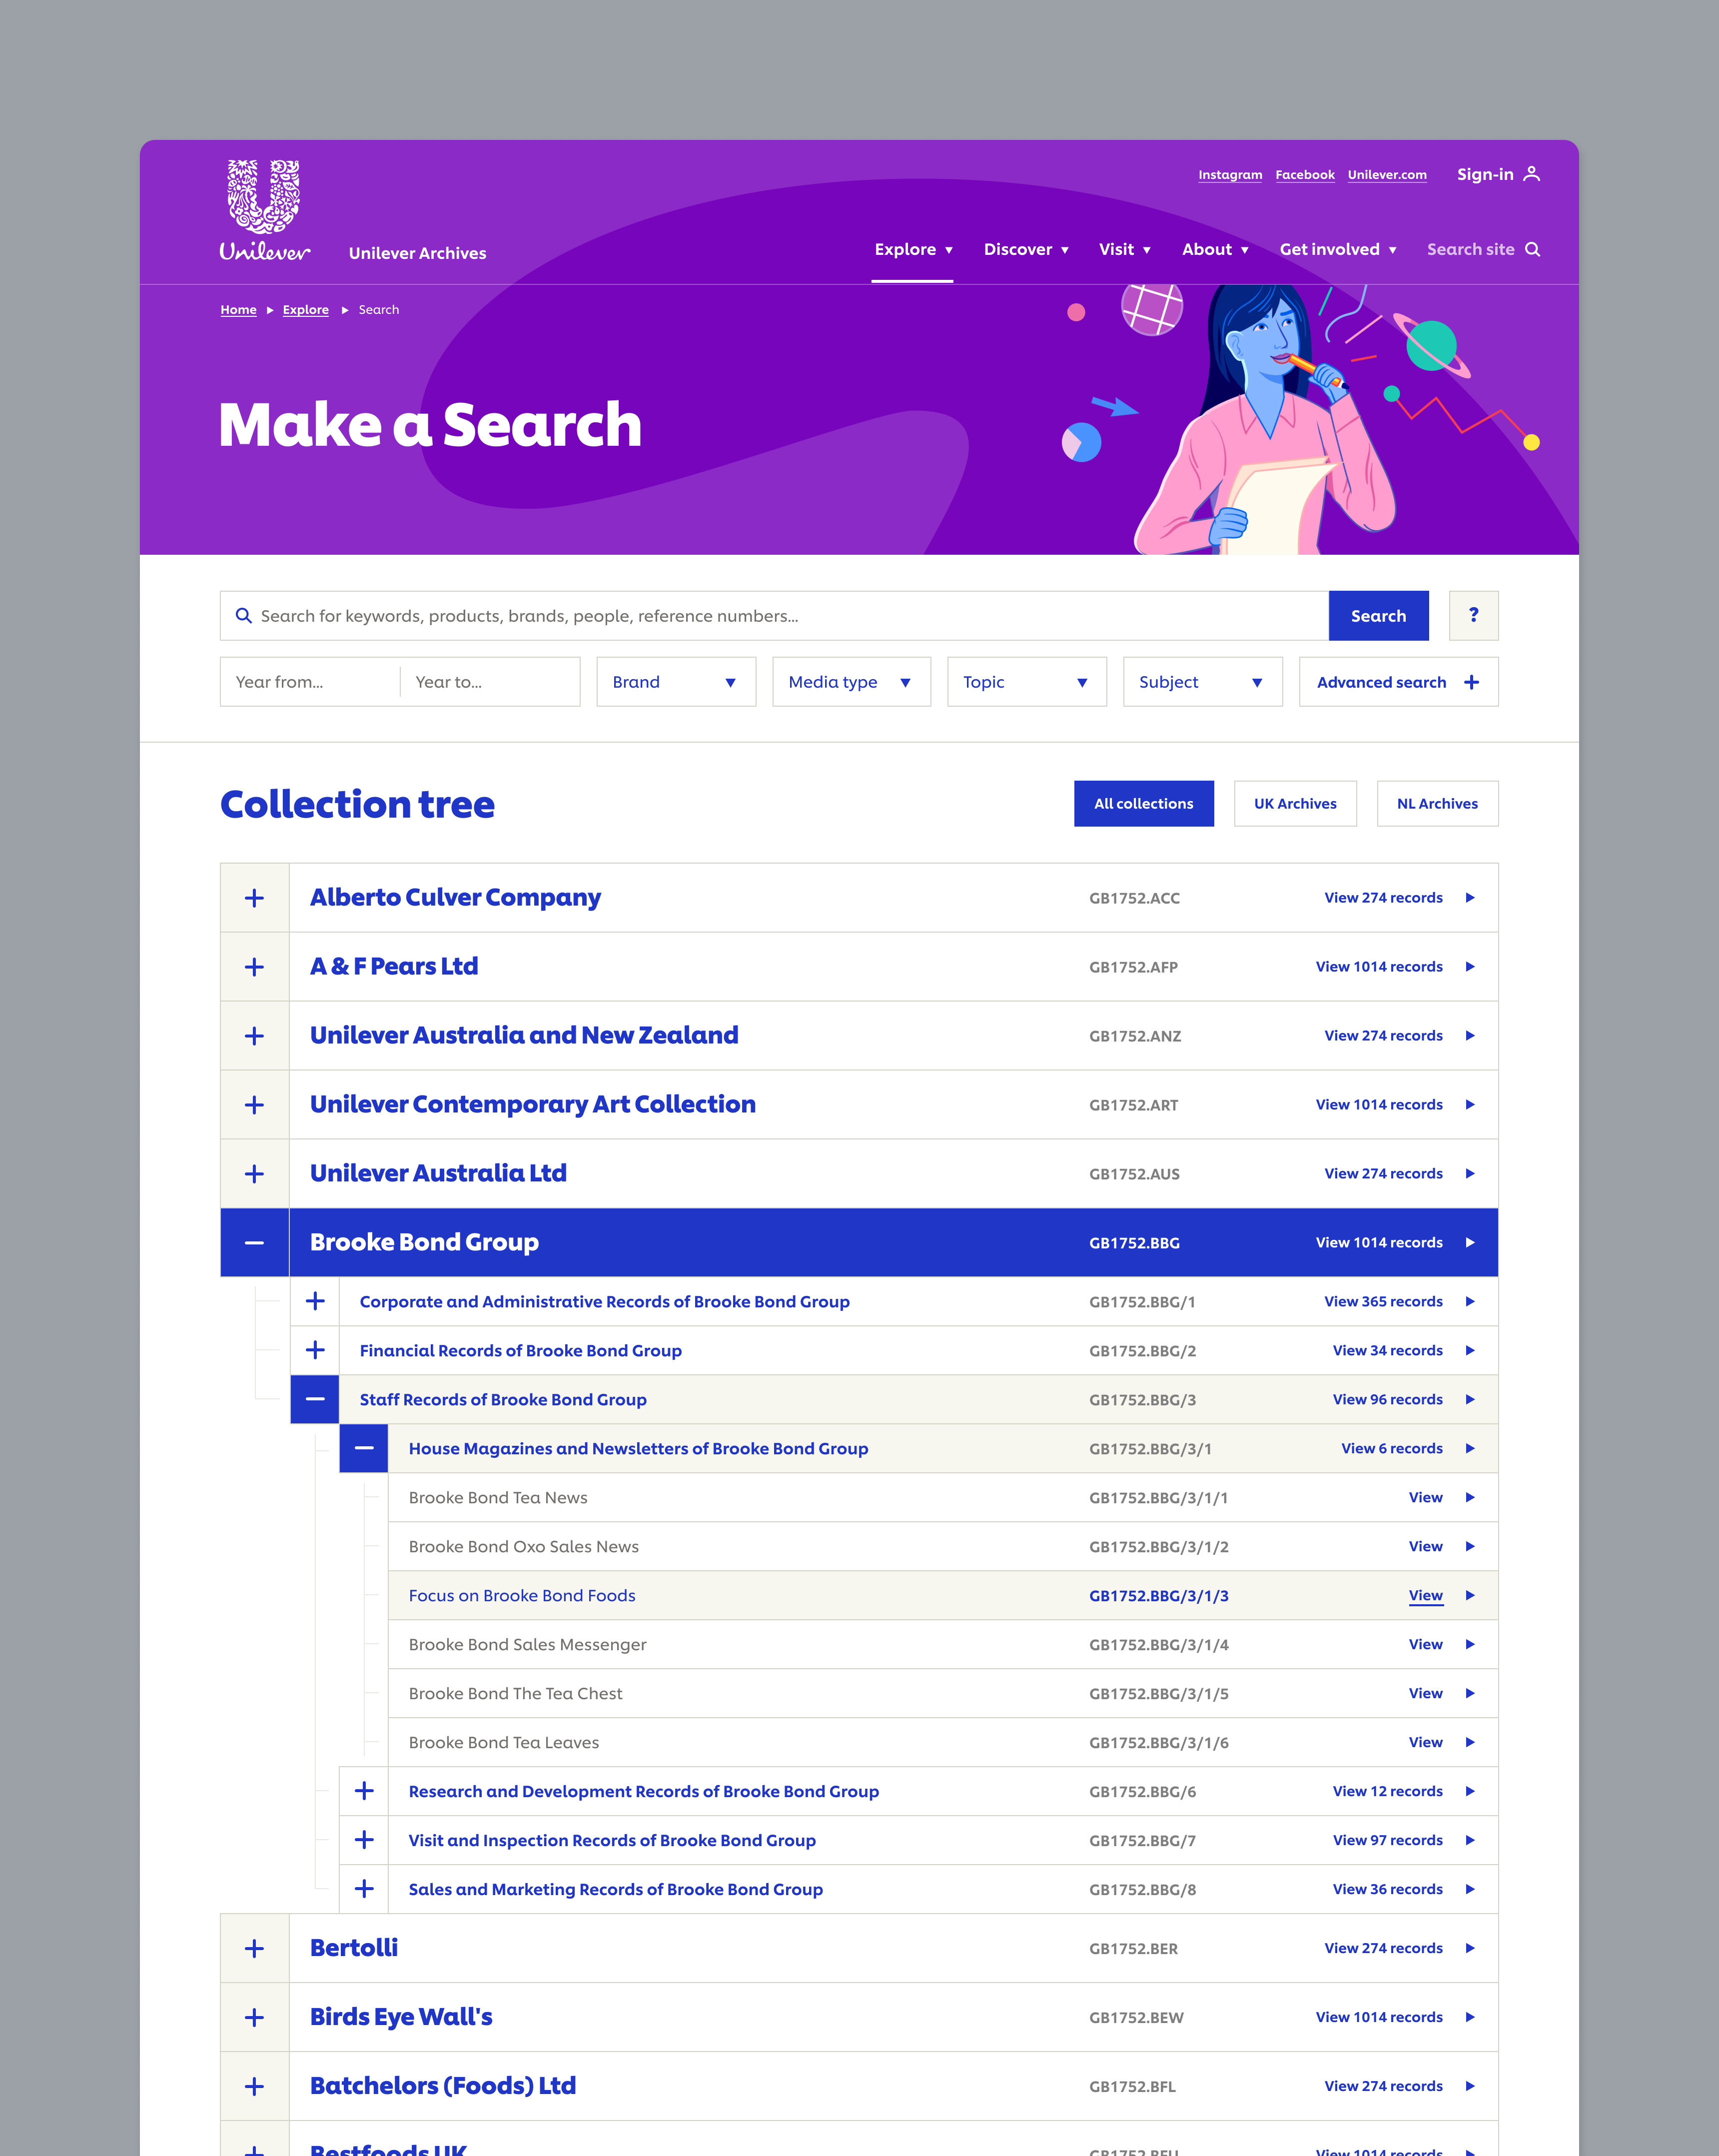 Instagram Facebook Unilever.com Sign-in
Unilever
Unilever Archives
Explore Discover Visit About Get involved Search site
Home Explore Search
Make a Search
Search for keywords, products, brands, people, reference numbers... Search ?
Year from... Year to... Brand Media type Topic Subject Advanced search
Collection tree All collections UK Archives NL Archives
Alberto Culver Company GB1752.ACC View 274 records
A & F Pears Ltd GB1752.AFP View 1014 records
Unilever Australia and New Zealand GB1752.ANZ View 274 records
Unilever Contemporary Art Collection GB1752.ART View 1014 records
Unilever Australia Ltd GB1752.AUS View 274 records
Brooke Bond Group GB1752.BBG View 1014 records
Corporate and Administrative Records of Brooke Bond Group GB1752.BBG/1 View 365 records
Financial Records of Brooke Bond Group GB1752.BBG/2 View 34 records
Staff Records of Brooke Bond Group GB1752.BBG/3 View 96 records
House Magazines and Newsletters of Brooke Bond Group GB1752.BBG/3/1 View 6 records
Brooke Bond Tea News GB1752.BBG/3/1/1 View
Brooke Bond Oxo Sales News GB1752.BBG/3/1/2 View
Focus on Brooke Bond Foods GB1752.BBG/3/1/3 View
Brooke Bond Sales Messenger GB1752.BBG/3/1/4 View
Brooke Bond The Tea Chest GB1752.BBG/3/1/5 View
Brooke Bond Tea Leaves GB1752.BBG/3/1/6 View
Research and Development Records of Brooke Bond Group GB1752.BBG/6 View 12 records
Visit and Inspection Records of Brooke Bond Group GB1752.BBG/7 View 97 records
Sales and Marketing Records of Brooke Bond Group GB1752.BBG/8 View 36 records
Bertolli GB1752.BER View 274 records
Birds Eye Wall's GB1752.BEW View 1014 records
Batchelors (Foods) Ltd GB1752.BFL View 274 records
Bestfoods UK View 1014 records